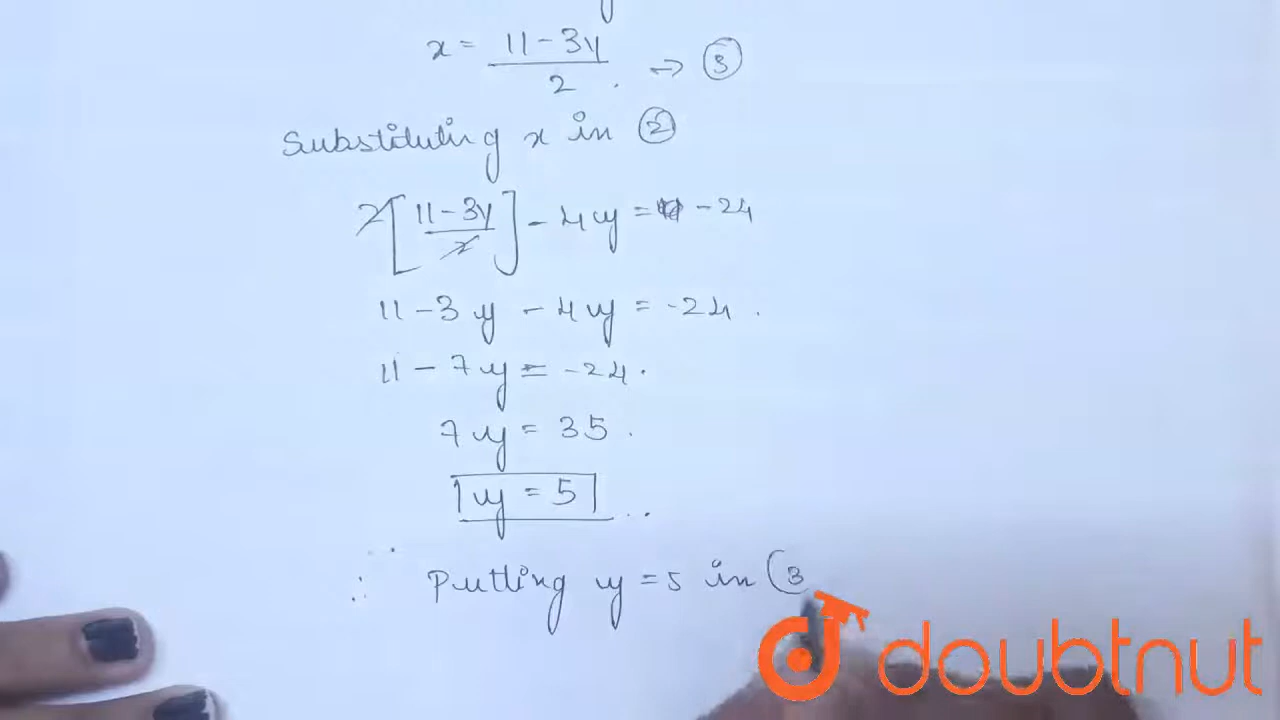 x = 11 - 3y / 2 . → 3
Substituting x in 2
2 [ 11 - 3y / 2 ] - 4y = - 24
11 - 3y - 4y = -24 .
11 - 7y = -24 .
7y = 35 .
y = 5
∴ Putting y = 5 in (3
doubtnut